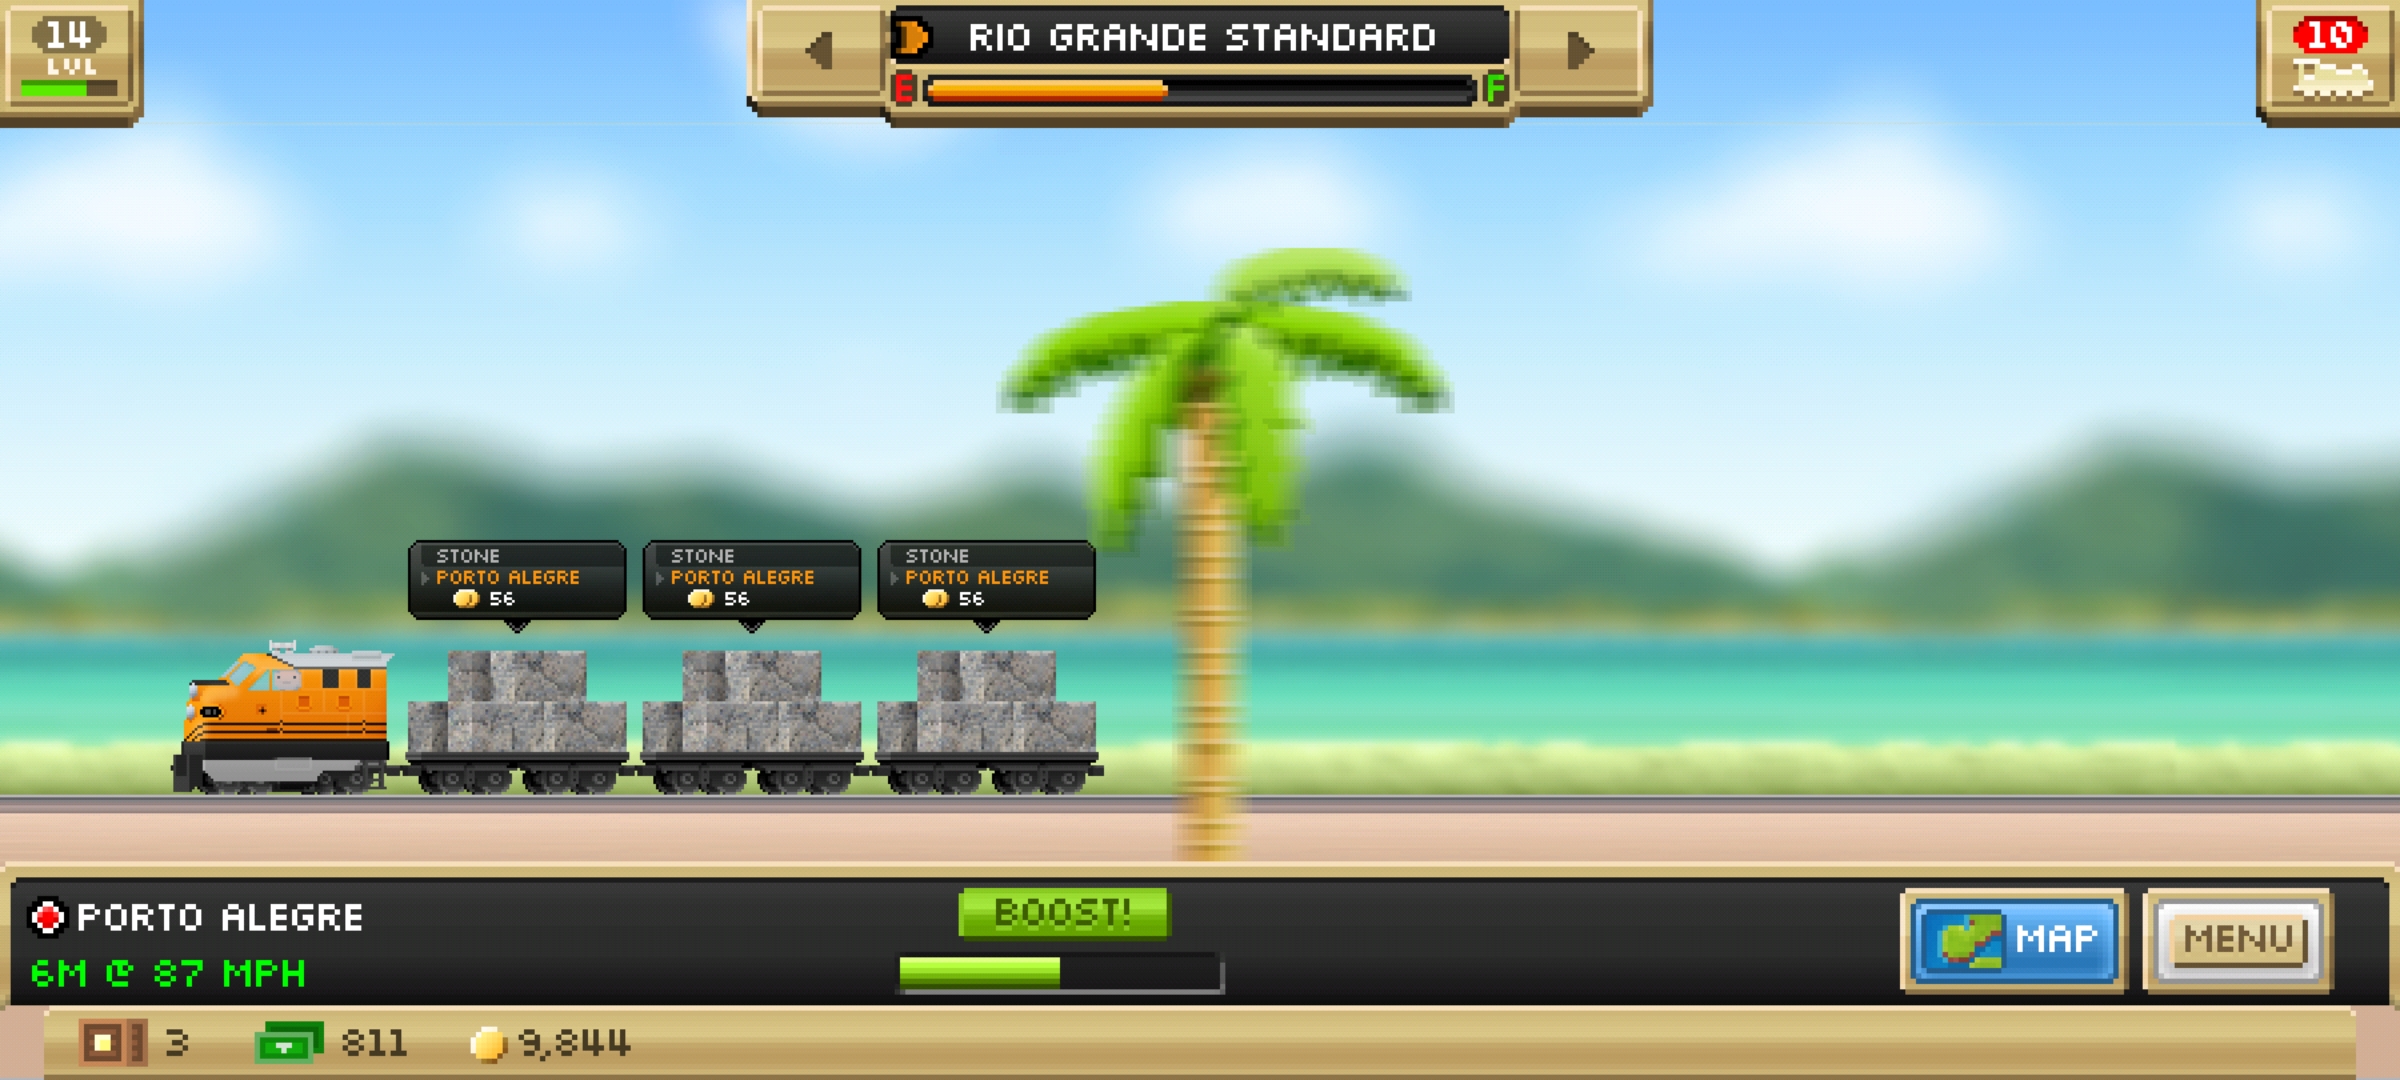 14
LVL
RIO GRANDE STANDARD
E F
10
STONE
PORTO ALEGRE
56
STONE
PORTO ALEGRE
56
STONE
PORTO ALEGRE
56
PORTO ALEGRE
6M @ 87 MPH
BOOST!
MAP
MENU
3
811
9,844